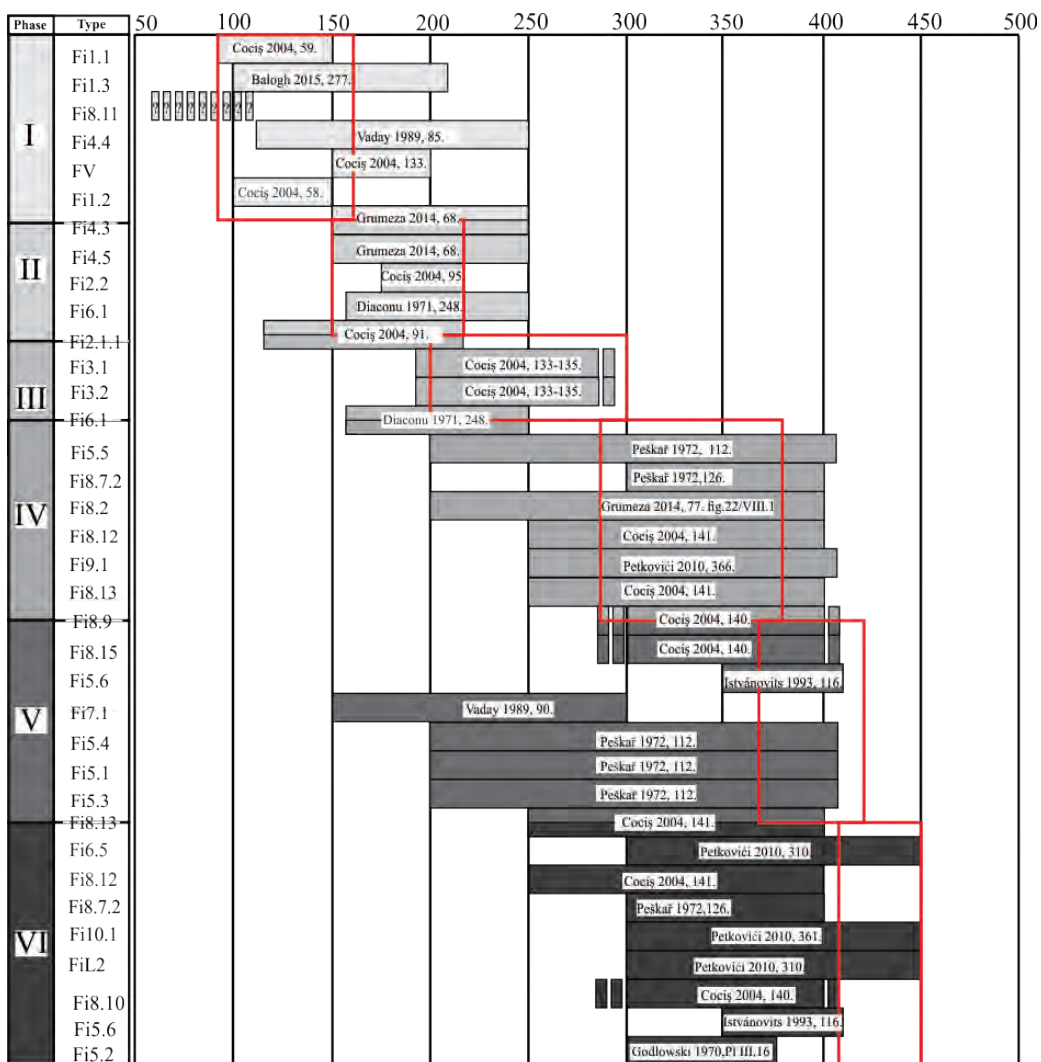 Phase Type 50 100 150 200 250 300 350 400 450 500
I
Fi1.1 Cociş 2004, 59.
Fi1.3 Balogh 2015, 277.
Fi8.11 ? ? ? ? ? ? ? ? ?
Fi4.4 Vaday 1989, 85.
FV Cociş 2004, 133.
Fi1.2 Cociş 2004, 58.
Fi4.3 Grumeza 2014, 68.
II
Fi4.5 Grumeza 2014, 68.
Fi2.2 Cociş 2004, 95.
Fi6.1 Diaconu 1971, 248.
Fi2.1.1 Cociş 2004, 91.
III
Fi3.1 Cociş 2004, 133-135.
Fi3.2 Cociş 2004, 133-135.
Fi6.1 Diaconu 1971, 248.
IV
Fi5.5 Peškař 1972, 112.
Fi8.7.2 Peškař 1972,126.
Fi8.2 Grumeza 2014, 77. fig.22/VIII.1
Fi8.12 Cociş 2004, 141.
Fi9.1 Petkovići 2010, 366.
Fi8.13 Cociş 2004, 141.
Fi8.9 Cociş 2004, 140.
V
Fi8.15 Cociş 2004, 140.
Fi5.6 Istvánovits 1993, 116.
Fi7.1 Vaday 1989, 90.
Fi5.4 Peškař 1972, 112.
Fi5.1 Peškař 1972, 112.
Fi5.3 Peškař 1972, 112.
Fi8.13 Cociş 2004, 141.
VI
Fi6.5 Petkovići 2010, 310.
Fi8.12 Cociş 2004, 141.
Fi8.7.2 Peškař 1972,126.
Fi10.1 Petkovići 2010, 361.
FiL2 Petkovići 2010, 310.
Fi8.10 Cociş 2004, 140.
Fi5.6 Istvánovits 1993, 116.
Fi5.2 Godlowski 1970,Pl III.16